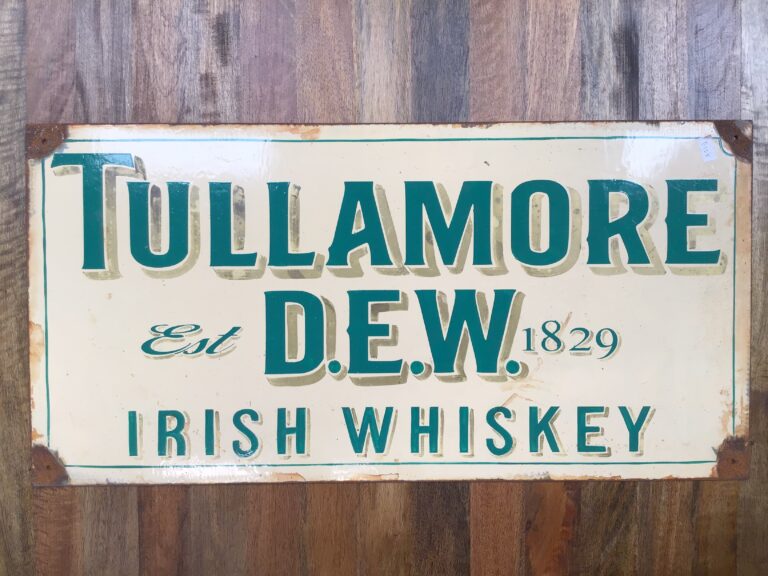 TULLAMORE
Est D.E.W. 1829
IRISH WHISKEY